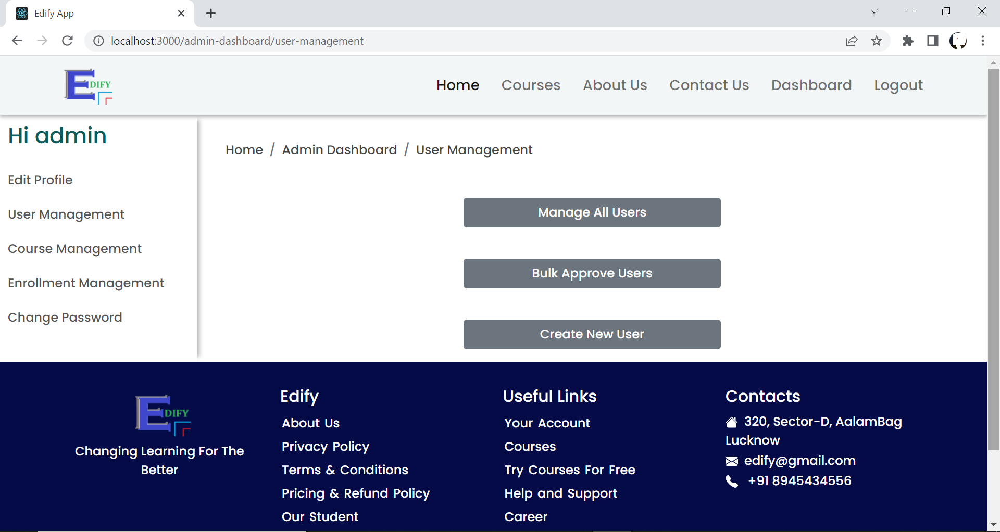 Edify App
localhost:3000/admin-dashboard/user-management
EDIFY
Home Courses About Us Contact Us Dashboard Logout
Hi admin
Edit Profile
User Management
Course Management
Enrollment Management
Change Password
Home / Admin Dashboard / User Management
Manage All Users
Bulk Approve Users
Create New User
EDIFY
Changing Learning For The
Better
Edify
About Us
Privacy Policy
Terms & Conditions
Pricing & Refund Policy
Our Student
Useful Links
Your Account
Courses
Try Courses For Free
Help and Support
Career
Contacts
320, Sector-D, AalamBag
Lucknow
edify@gmail.com
+91 8945434556